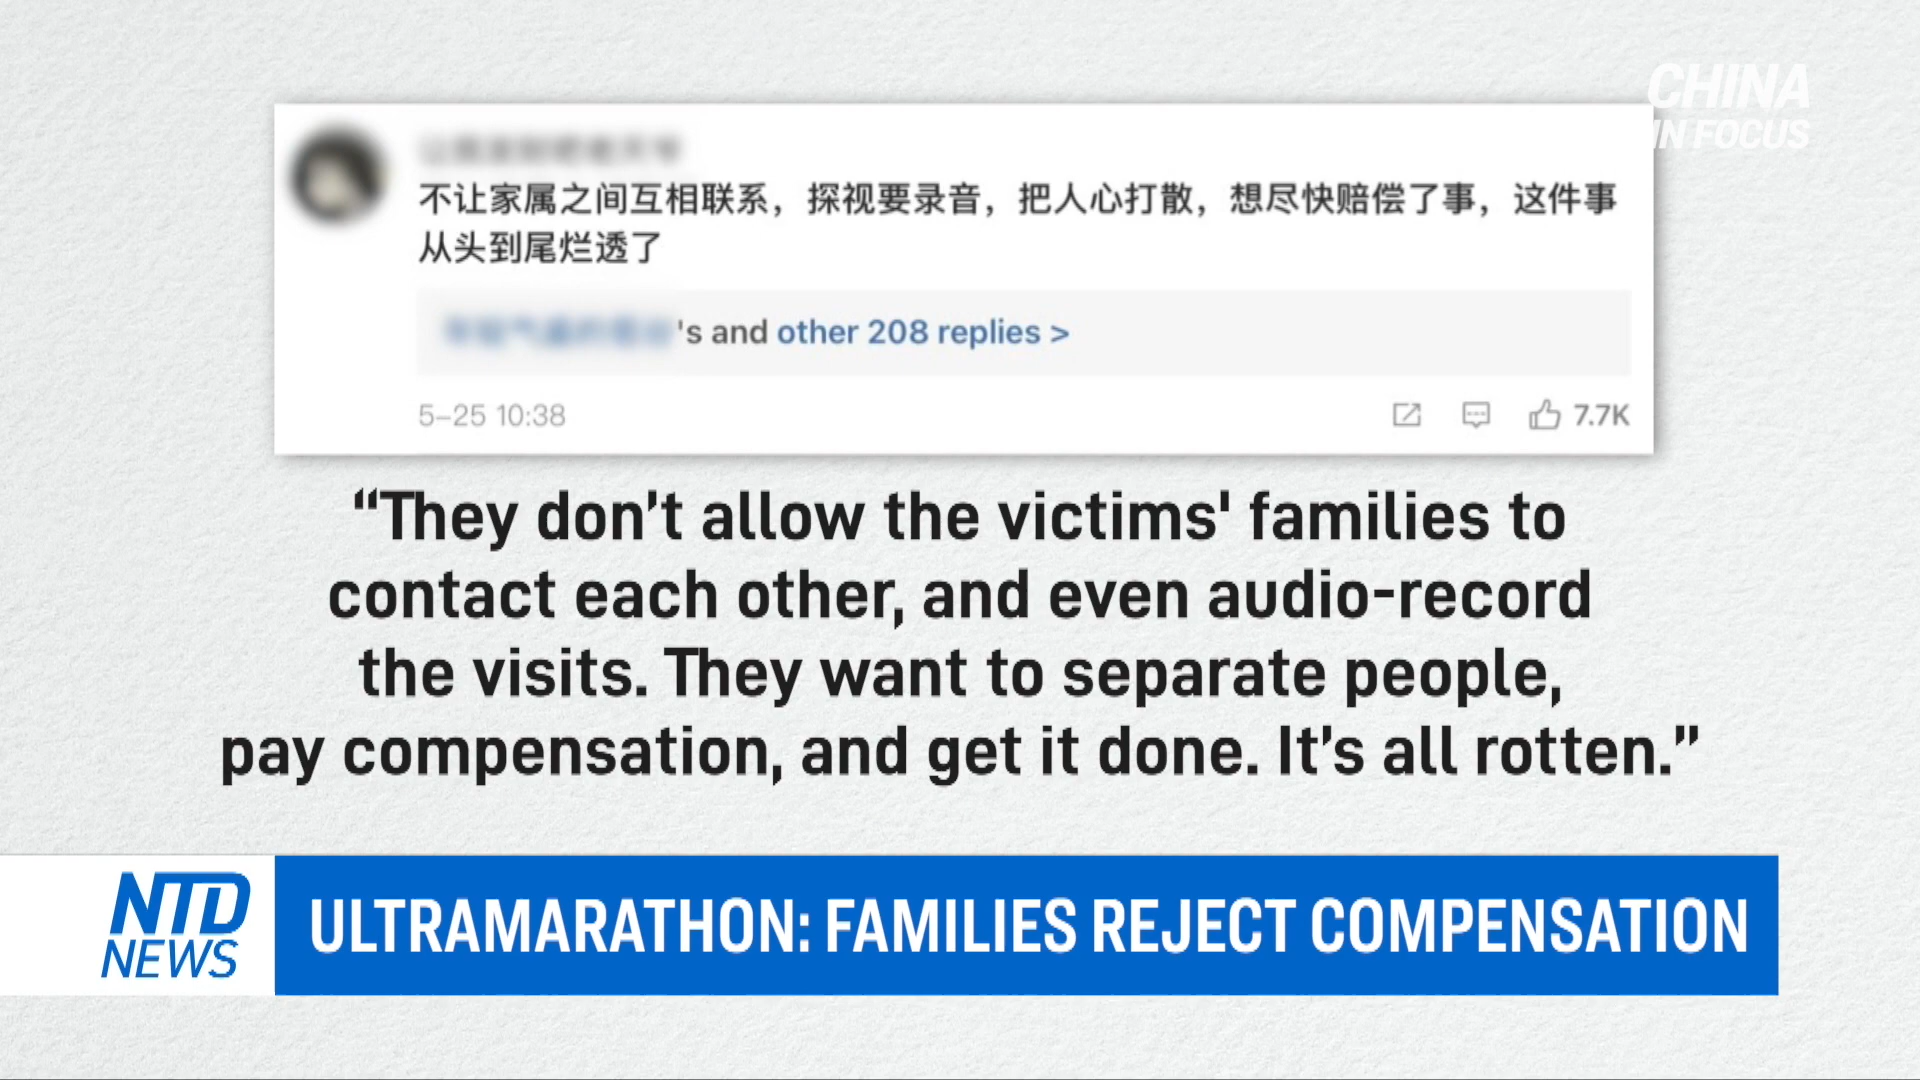 CHINA
IN FOCUS
不让家属之间互相联系，探视要录音，把人心打散，想尽快赔偿了事，这件事
从头到尾烂透了
's and other 208 replies >
5-25 10:38
7.7K
“They don’t allow the victims' families to
contact each other, and even audio-record
the visits. They want to separate people,
pay compensation, and get it done. It’s all rotten.”
NTD
NEWS
ULTRAMARATHON: FAMILIES REJECT COMPENSATION